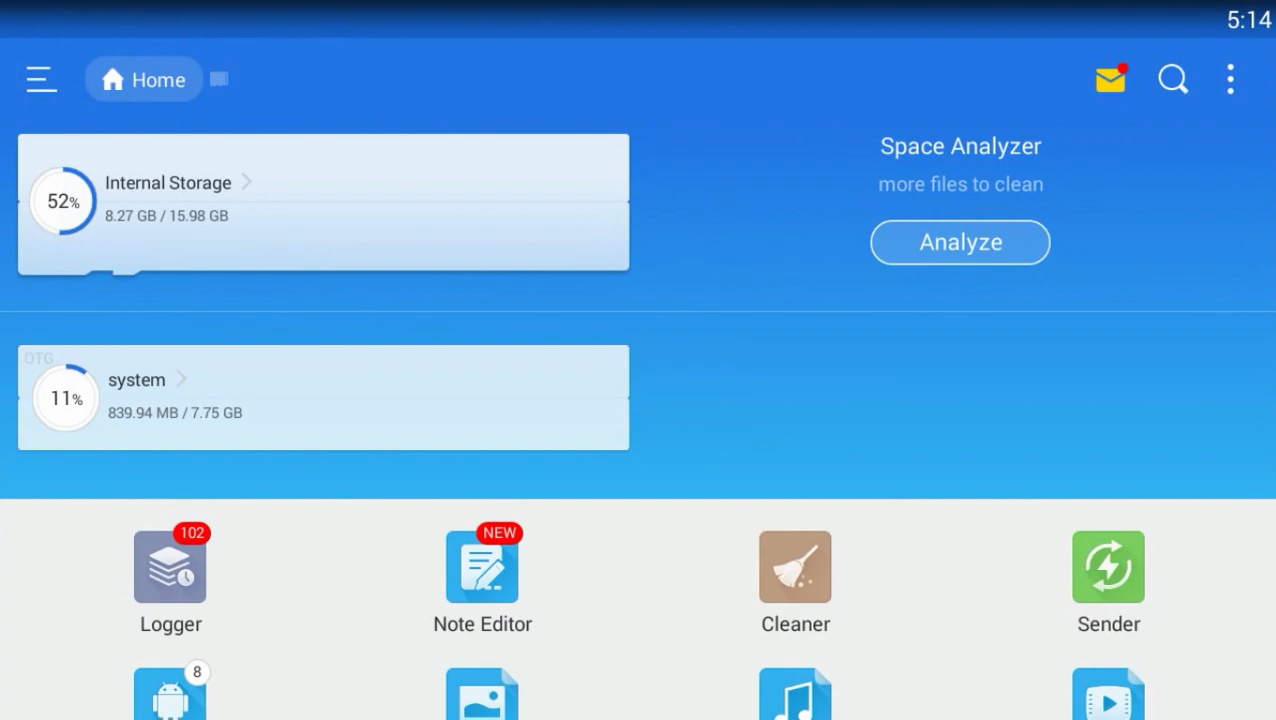 5:14
Home
Internal Storage
52%
8.27 GB / 15.98 GB
Space Analyzer
more files to clean
Analyze
OTG
system
11%
839.94 MB / 7.75 GB
102
Logger
NEW
Note Editor
Cleaner
Sender
8